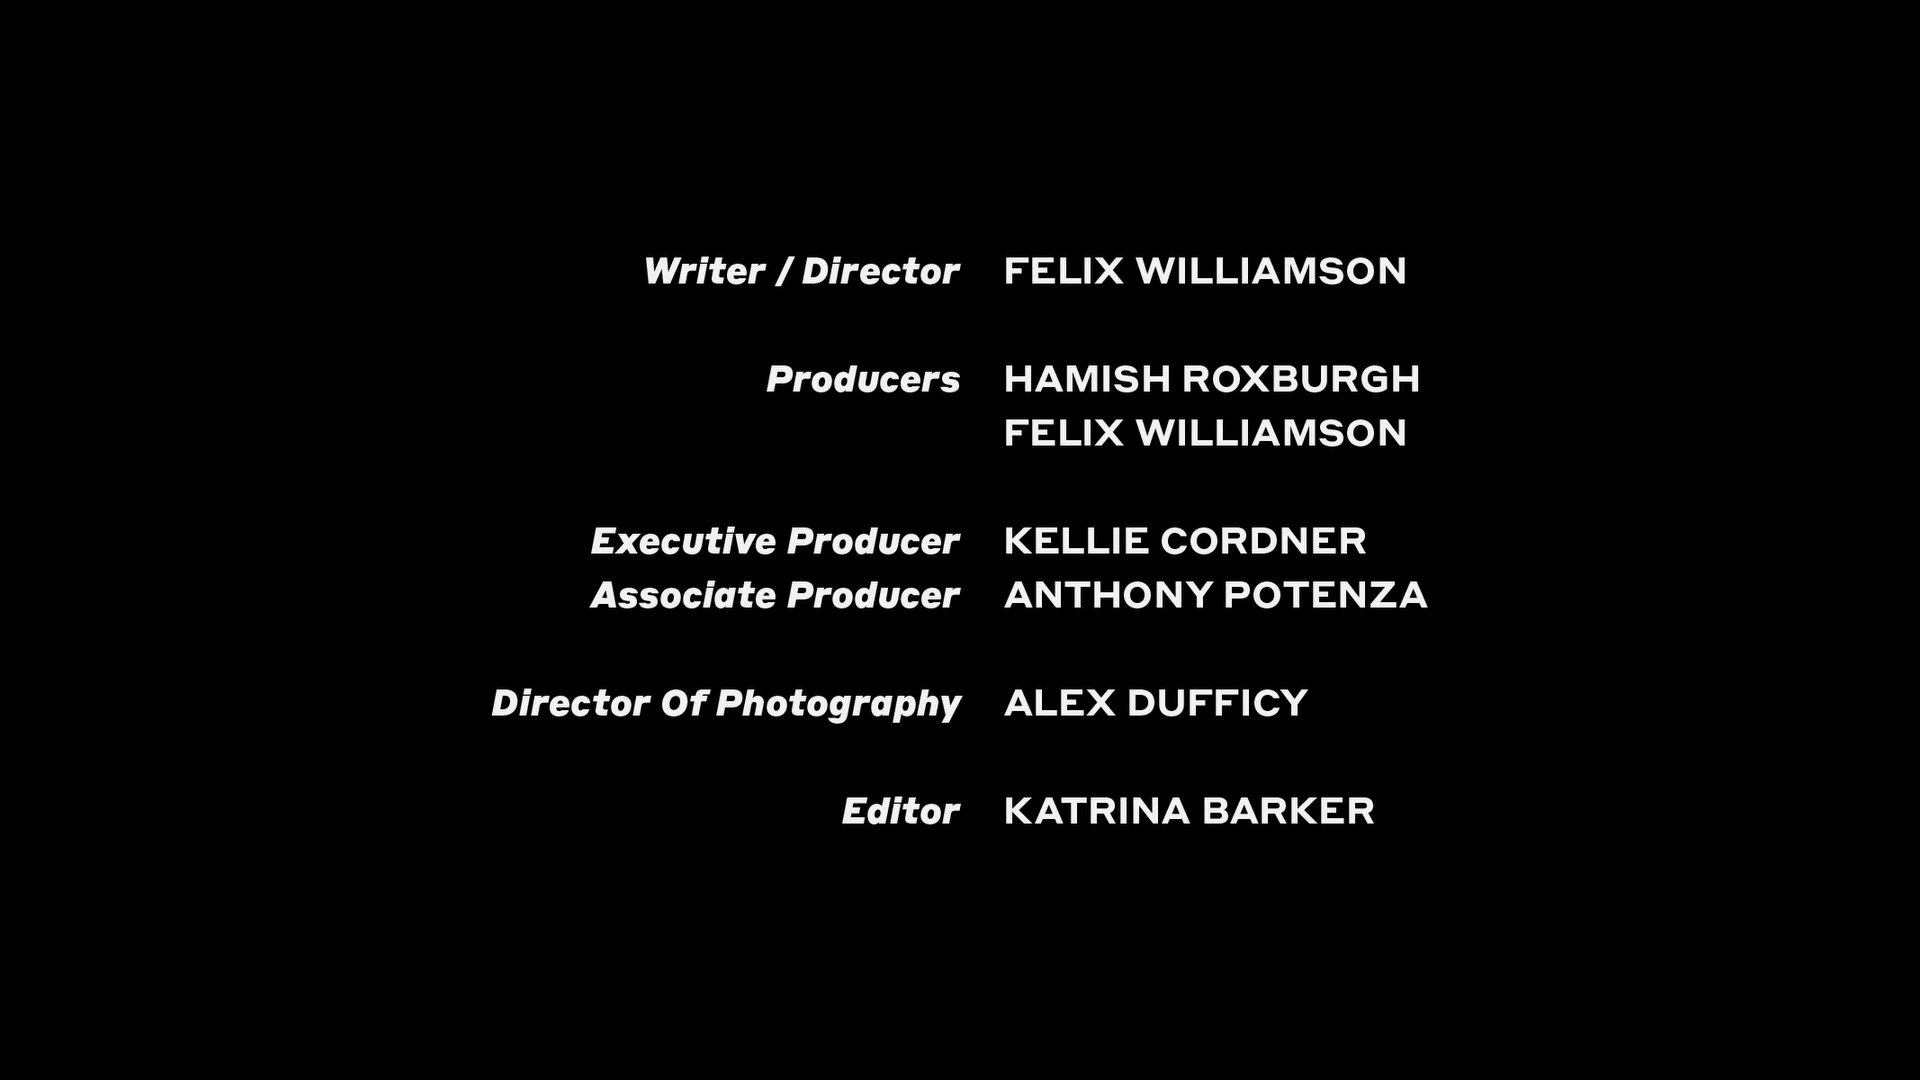 Writer / Director FELIX WILLIAMSON
Producers HAMISH ROXBURGH
FELIX WILLIAMSON
Executive Producer KELLIE CORDNER
Associate Producer ANTHONY POTENZA
Director Of Photography ALEX DUFFICY
Editor KATRINA BARKER